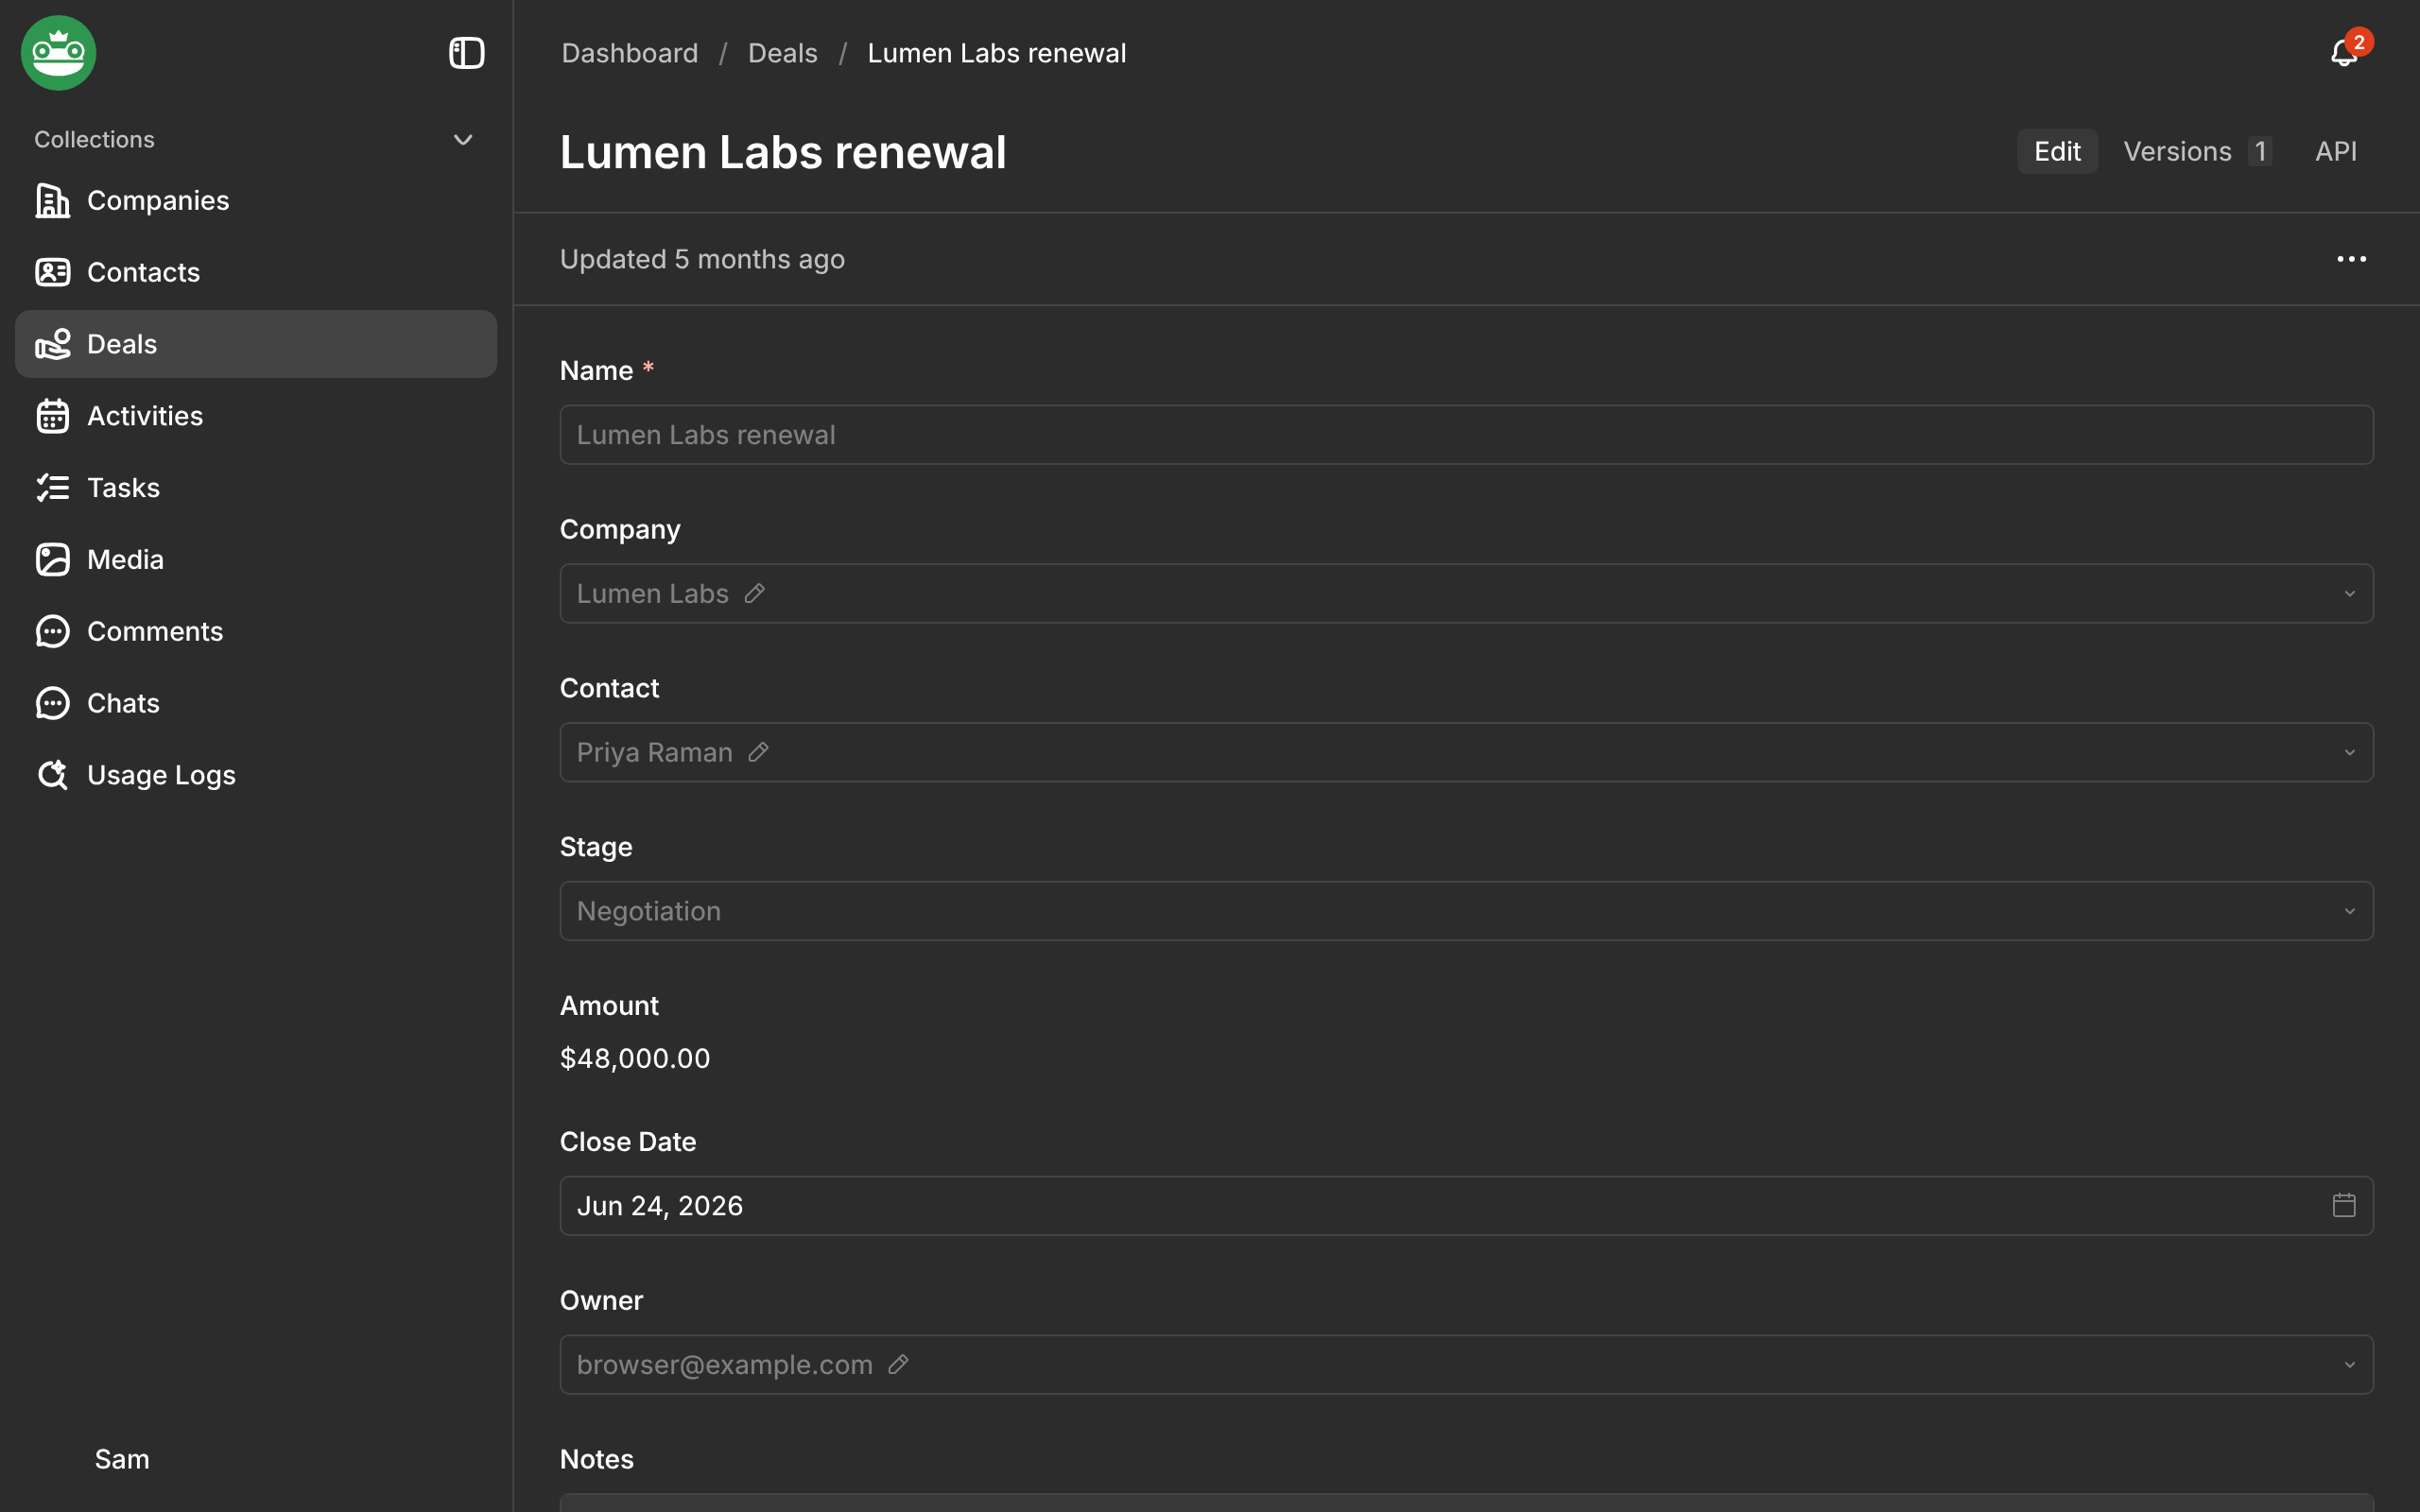 Collections
Companies
Contacts
Deals
Activities
Tasks
Media
Comments
Chats
Usage Logs
Sam
Dashboard / Deals / Lumen Labs renewal
2
Lumen Labs renewal
Edit Versions 1 API
Updated 5 months ago
Name *
Lumen Labs renewal
Company
Lumen Labs
Contact
Priya Raman
Stage
Negotiation
Amount
$48,000.00
Close Date
Jun 24, 2026
Owner
browser@example.com
Notes